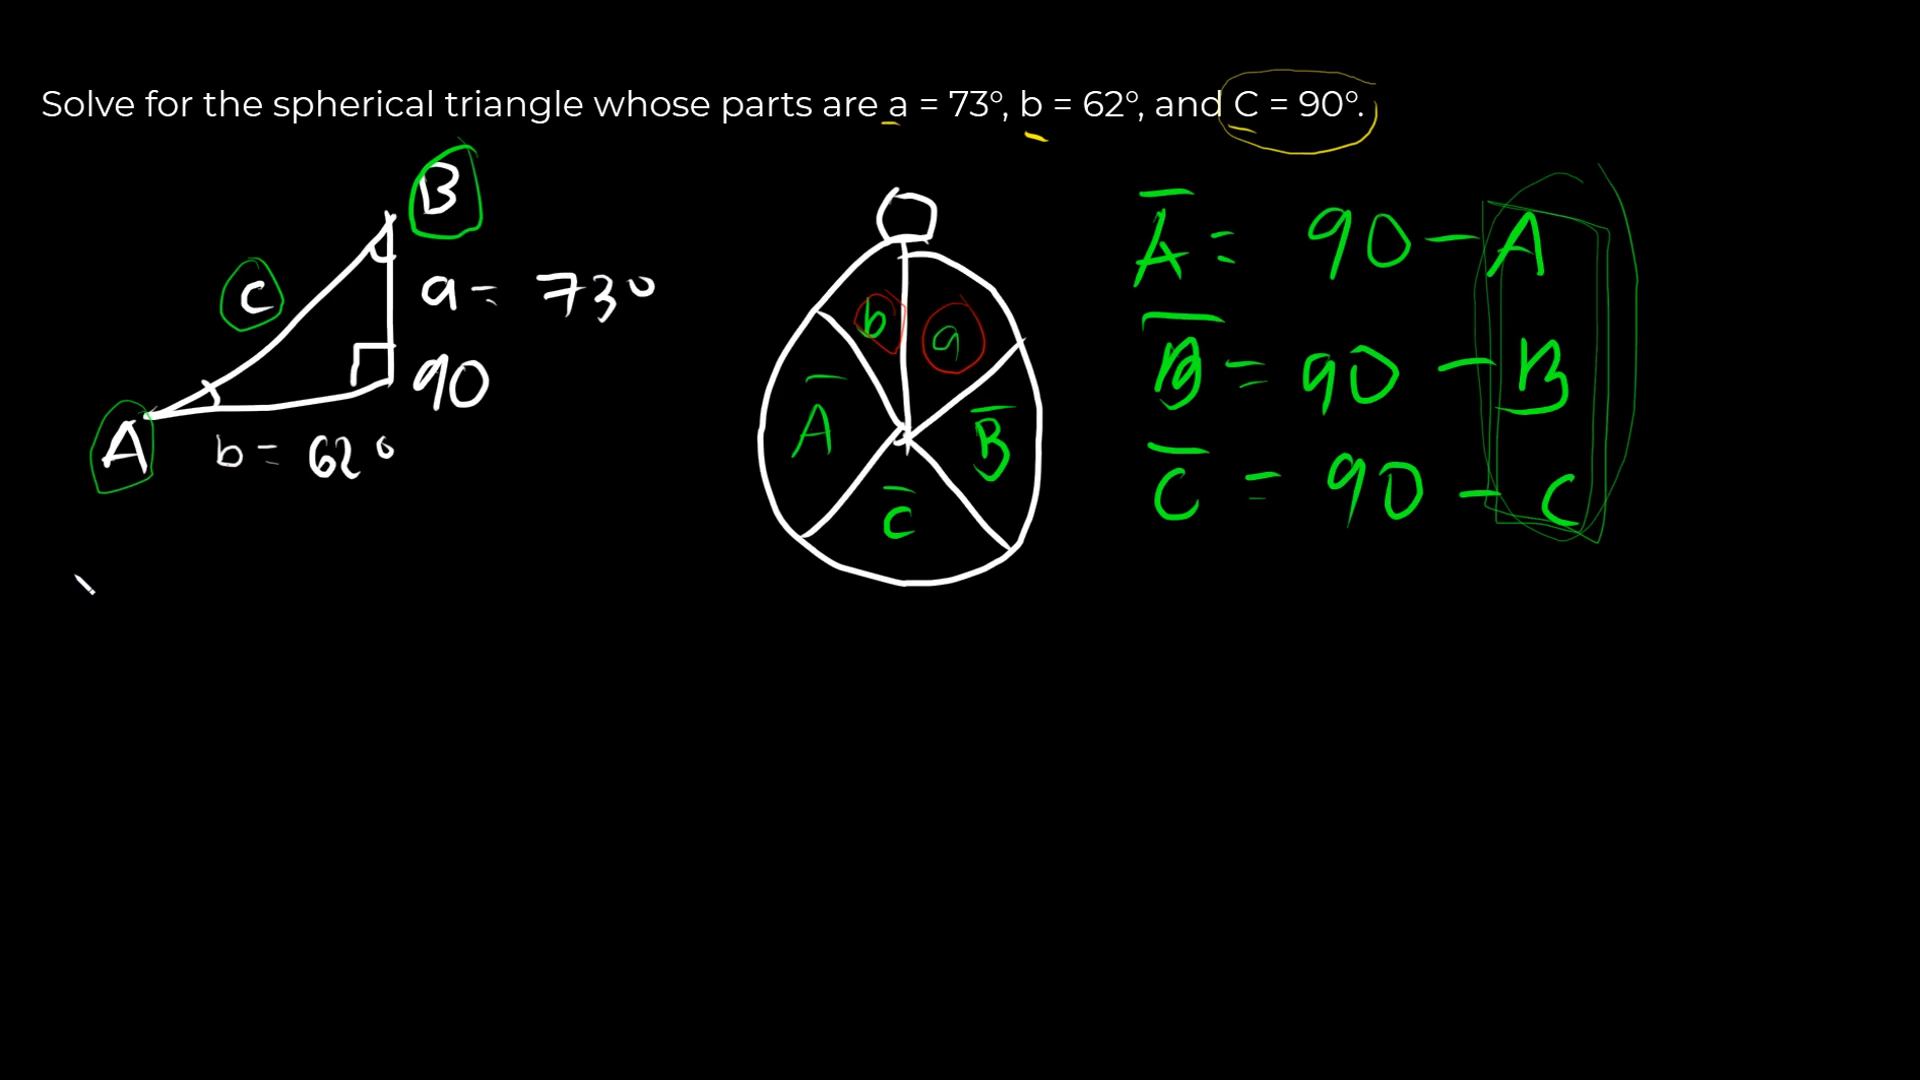 Solve for the spherical triangle whose parts are a = 73°, b = 62°, and C = 90°.
B
c
a = 73°
90
A
b = 62°
b
a
A̅
B̅
c̅
A̅ = 90 - A
B̅ = 90 - B
c̅ = 90 - c